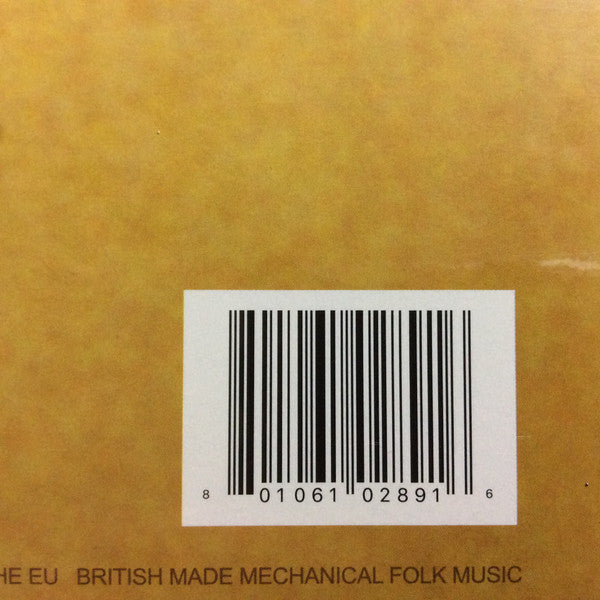 8 01061 02891 6
HE EU BRITISH MADE MECHANICAL FOLK MUSIC